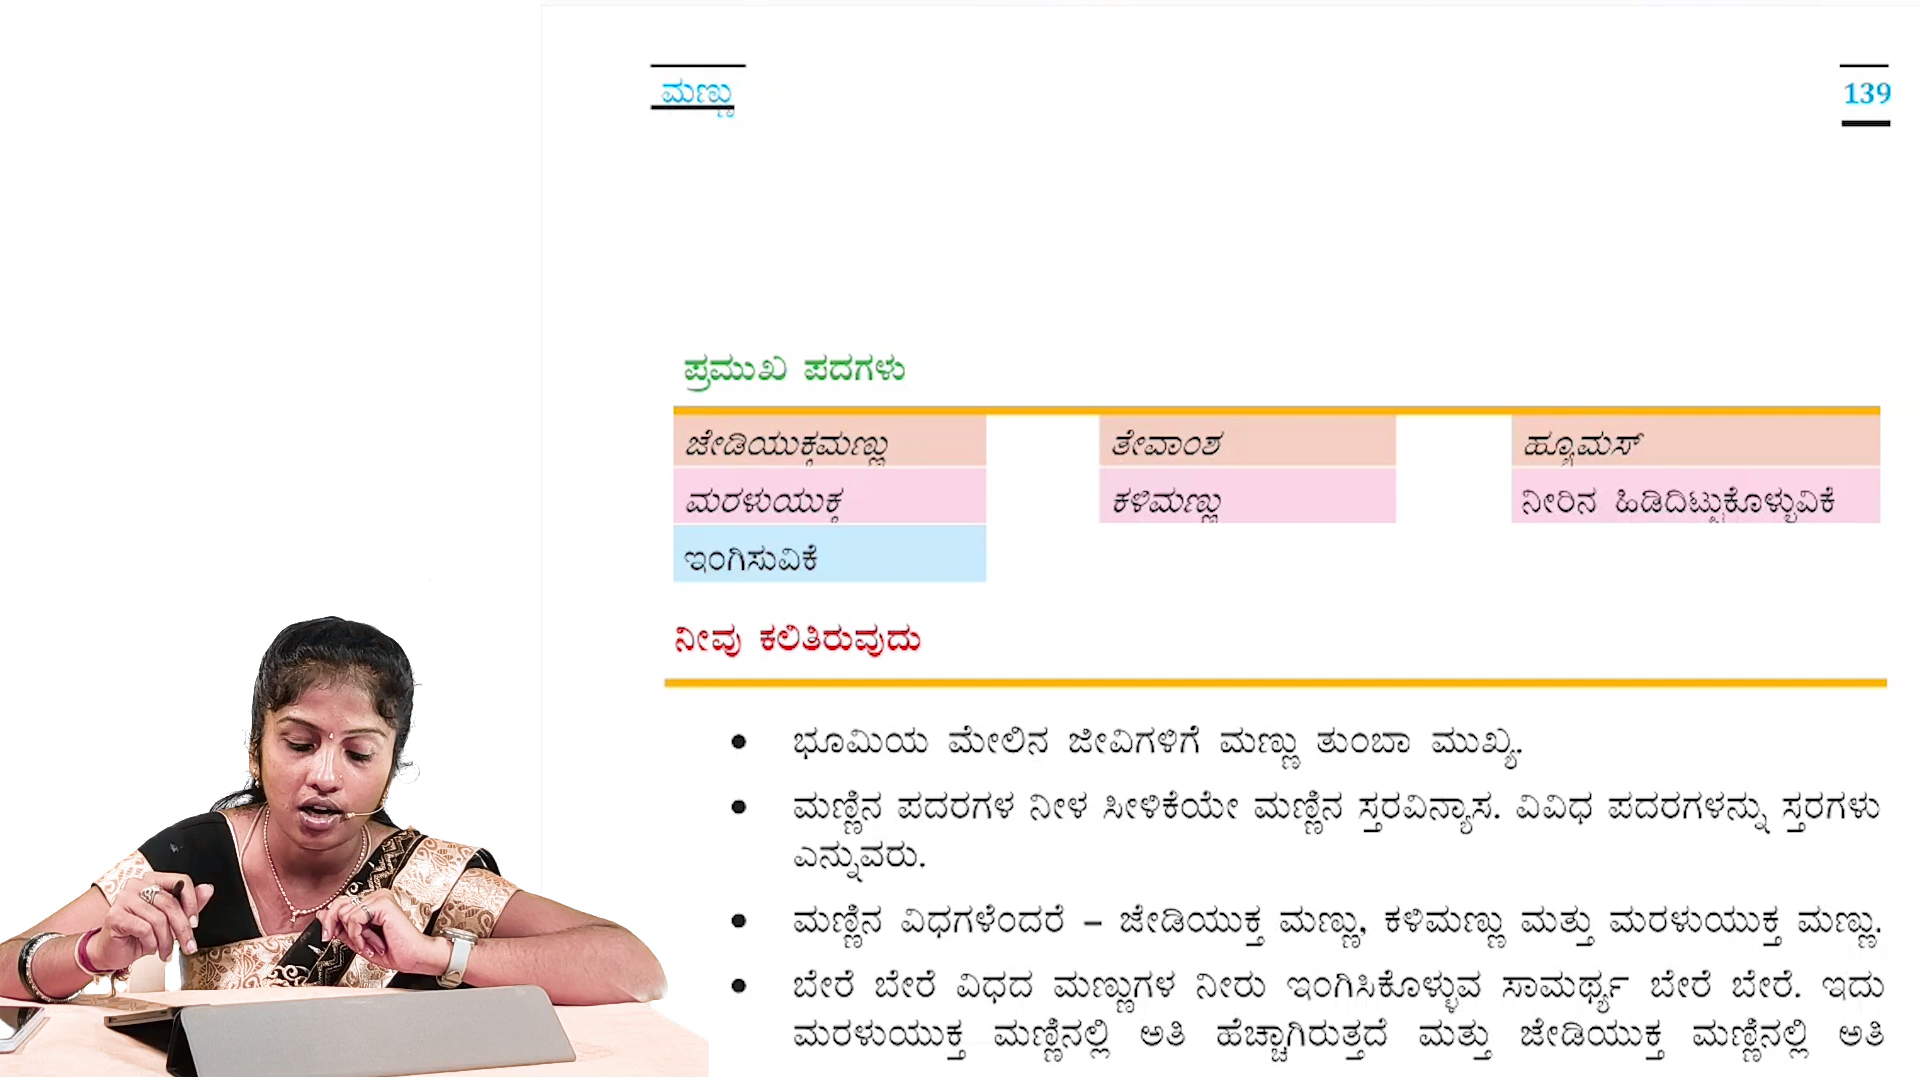 ಮಣ್ಣು 139
ಪ್ರಮುಖ ಪದಗಳು
ಜೇಡಿಯುಕ್ತಮಣ್ಣು ತೇವಾಂಶ ಹ್ಯೂಮಸ್
ಮರಳುಯುಕ್ತ ಕಳಿಮಣ್ಣು ನೀರಿನ ಹಿಡಿದಿಟ್ಟುಕೊಳ್ಳುವಿಕೆ
ಇಂಗಿಸುವಿಕೆ
ನೀವು ಕಲಿತಿರುವುದು
• ಭೂಮಿಯ ಮೇಲಿನ ಜೀವಿಗಳಿಗೆ ಮಣ್ಣು ತುಂಬಾ ಮುಖ್ಯ.
• ಮಣ್ಣಿನ ಪದರಗಳ ನೀಳ ಸೀಳಿಕೆಯೇ ಮಣ್ಣಿನ ಸ್ತರವಿನ್ಯಾಸ. ವಿವಿಧ ಪದರಗಳನ್ನು ಸ್ತರಗಳು
ಎನ್ನುವರು.
• ಮಣ್ಣಿನ ವಿಧಗಳೆಂದರೆ – ಜೇಡಿಯುಕ್ತ ಮಣ್ಣು, ಕಳಿಮಣ್ಣು ಮತ್ತು ಮರಳುಯುಕ್ತ ಮಣ್ಣು.
• ಬೇರೆ ಬೇರೆ ವಿಧದ ಮಣ್ಣುಗಳ ನೀರು ಇಂಗಿಸಿಕೊಳ್ಳುವ ಸಾಮರ್ಥ್ಯ ಬೇರೆ ಬೇರೆ. ಇದು
ಮರಳುಯುಕ್ತ ಮಣ್ಣಿನಲ್ಲಿ ಅತಿ ಹೆಚ್ಚಾಗಿರುತ್ತದೆ ಮತ್ತು ಜೇಡಿಯುಕ್ತ ಮಣ್ಣಿನಲ್ಲಿ ಅತಿ